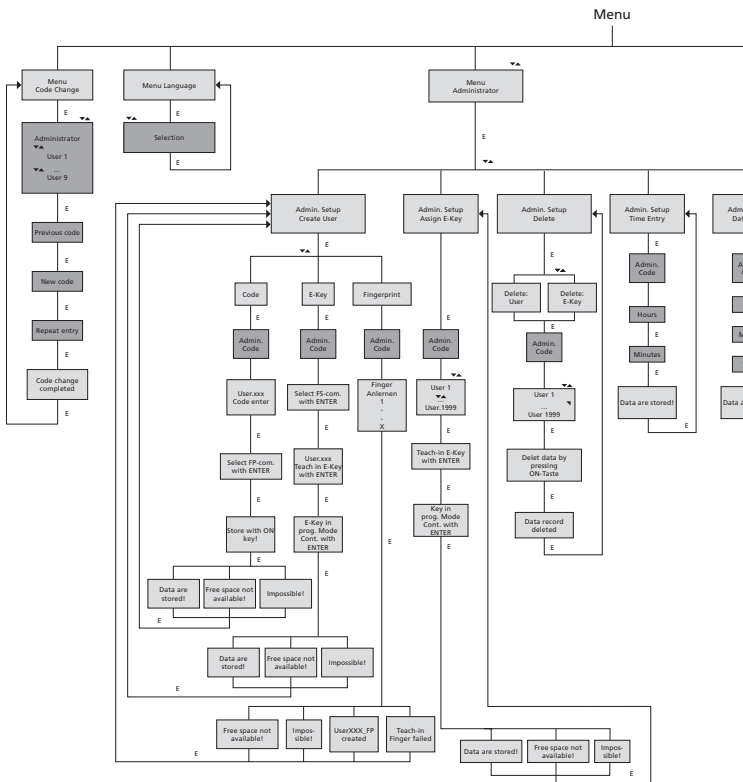 Menu
Menu
Code Change
Menu Language
Menu
Administrator
E
E
E
Administrator
User 1
...
User 9
Selection
E
E
Previous code
E
New code
E
Repeat entry
E
Code change
completed
E
Admin. Setup
Create User
Admin. Setup
Assign E-Key
Admin. Setup
Delete
Admin. Setup
Time Entry
E
E
E
E
Code
E-Key
Fingerprint
Delete:
User
Delete:
E-Key
Admin.
Code
Hours
E
E
E
E
E
Admin.
Code
Admin.
Code
Admin.
Code
Admin.
Code
Admin.
Code
E
Minutes
E
E
E
E
E
E
User.xxx
Code enter
Select FS-com.
with ENTER
Finger
Anlernen
1
-
-
X
User 1
...
User.1999
User 1
...
User 1999
Data are stored!
E
E
E
E
E
Select FP-com.
with ENTER
User.xxx
Teach in E-Key
with ENTER
Teach-in E-Key
with ENTER
Delet data by
pressing
ON-Taste
E
E
E
E
Store with ON
key!
E-Key in
prog. Mode
Cont. with
ENTER
Key in
prog. Mode
Cont. with
ENTER
Data record
deleted
E
E
E
E
E
Data are
stored!
Free space not
available!
Impossible!
E
Data are
stored!
Free space not
available!
Impossible!
E
Free space not
available!
Impos-
sible!
UserXXX_FP
created
Teach-in
Finger failed
E
Data are stored!
Free space not
available!
Impos-
sible!
E